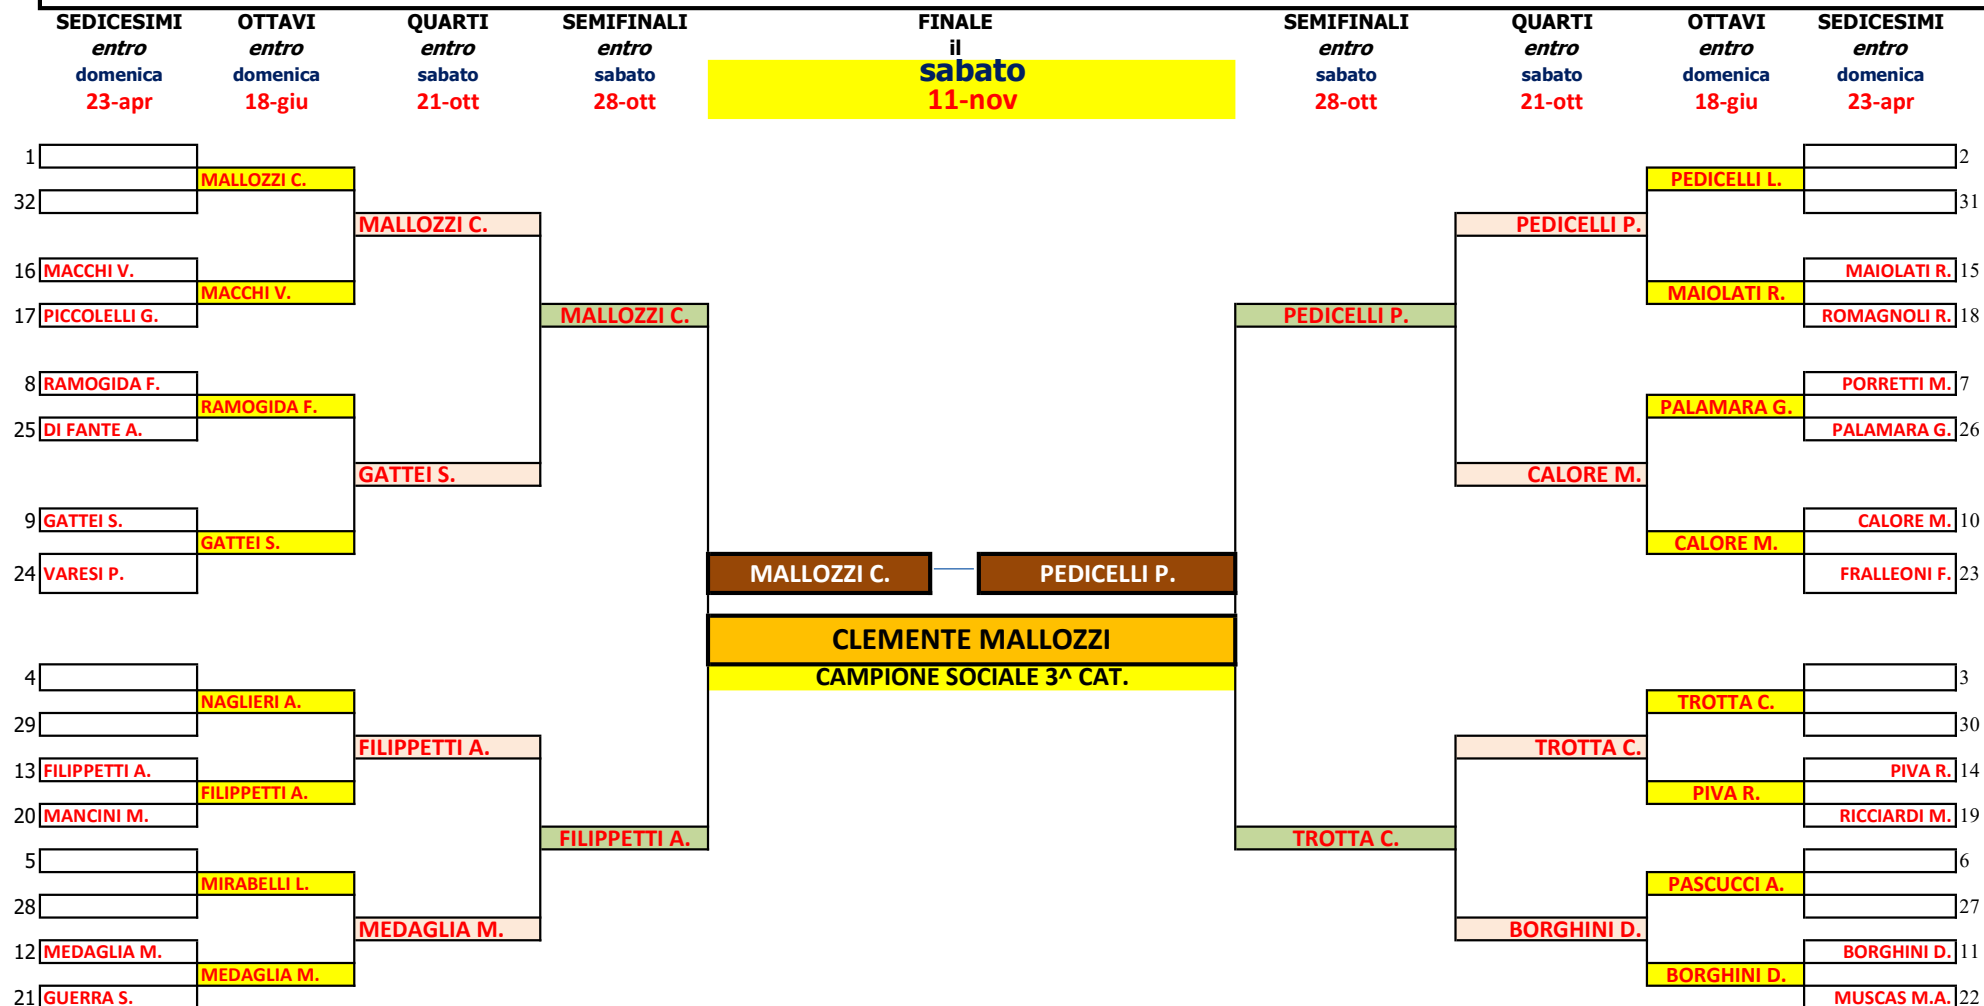 SEDICESIMI OTTAVI QUARTI SEMIFINALI FINALE SEMIFINALI QUARTI OTTAVI SEDICESIMI
entro entro entro entro il entro entro entro entro
domenica domenica sabato sabato sabato sabato sabato domenica domenica
23-apr 18-giu 21-ott 28-ott 11-nov 28-ott 21-ott 18-giu 23-apr
1 2
MALLOZZI C. PEDICELLI L.
32 31
MALLOZZI C. PEDICELLI P.
16 MACCHI V. MAIOLATI R. 15
MACCHI V. MAIOLATI R.
17 PICCOLELLI G. MALLOZZI C. PEDICELLI P. ROMAGNOLI R. 18
8 RAMOGIDA F. PORRETTI M. 7
RAMOGIDA F. PALAMARA G.
25 DI FANTE A. PALAMARA G. 26
GATTEI S. CALORE M.
9 GATTEI S. CALORE M. 10
GATTEI S. CALORE M.
24 VARESI P. MALLOZZI C. PEDICELLI P. FRALLEONI F. 23
CLEMENTE MALLOZZI
4 CAMPIONE SOCIALE 3^ CAT. 3
NAGLIERI A. TROTTA C.
29 30
FILIPPETTI A. TROTTA C.
13 FILIPPETTI A. PIVA R. 14
FILIPPETTI A. PIVA R.
20 MANCINI M. RICCIARDI M. 19
FILIPPETTI A. TROTTA C.
5 6
MIRABELLI L. PASCUCCI A.
28 27
MEDAGLIA M. BORGHINI D.
12 MEDAGLIA M. BORGHINI D. 11
MEDAGLIA M. BORGHINI D.
21 GUERRA S. MUSCAS M.A. 22